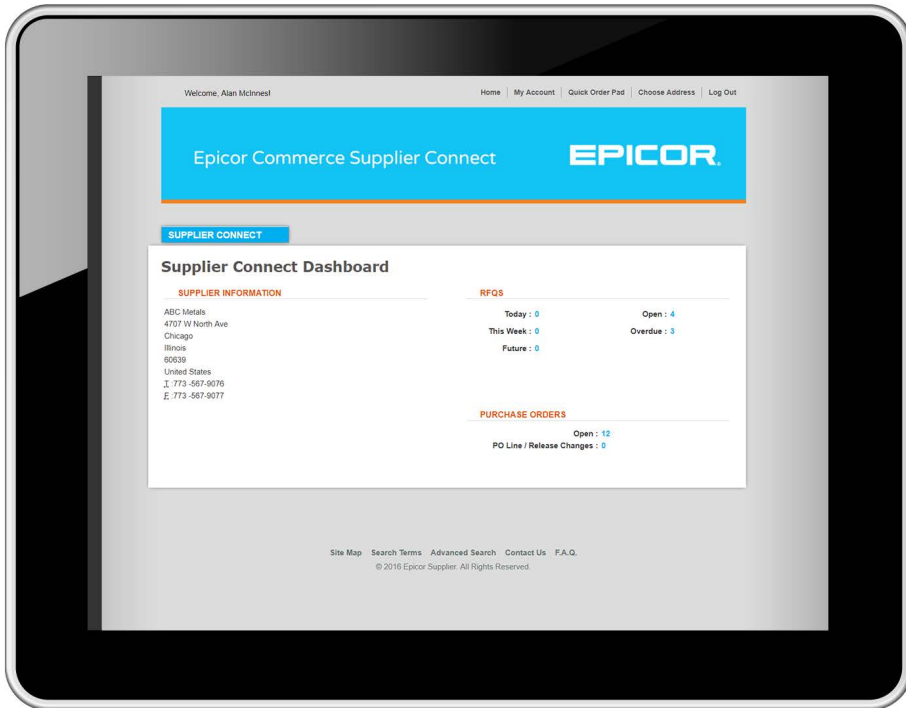 Welcome, Alan McInnes!
Home | My Account | Quick Order Pad | Choose Address | Log Out
Epicor Commerce Supplier Connect
EPICOR.
SUPPLIER CONNECT
Supplier Connect Dashboard
SUPPLIER INFORMATION
ABC Metals
4707 W North Ave
Chicago
Illinois
60639
United States
T :773 -567-9076
F :773 -567-9077
RFQS
Today : 0 Open : 4
This Week : 0 Overdue : 3
Future : 0
PURCHASE ORDERS
Open : 12
PO Line / Release Changes : 0
Site Map Search Terms Advanced Search Contact Us F.A.Q.
© 2016 Epicor Supplier. All Rights Reserved.